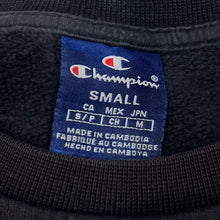 Champion
SMALL
CA MEX JPN
S/P CH M
MADE IN CAMBODIA
FABRIQUÉ AU CAMBODGE
HECHO EN CAMBOYA